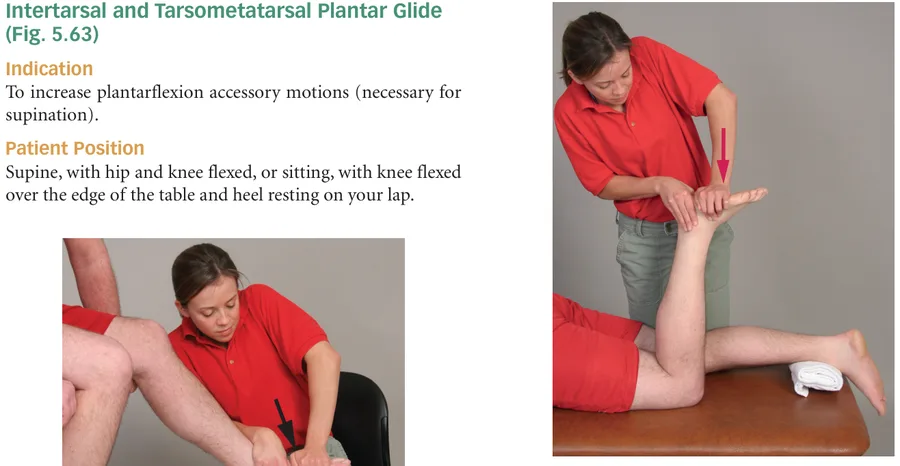 Intertarsal and Tarsometatarsal Plantar Glide
(Fig. 5.63)
Indication
To increase plantarflexion accessory motions (necessary for
supination).
Patient Position
Supine, with hip and knee flexed, or sitting, with knee flexed
over the edge of the table and heel resting on your lap.